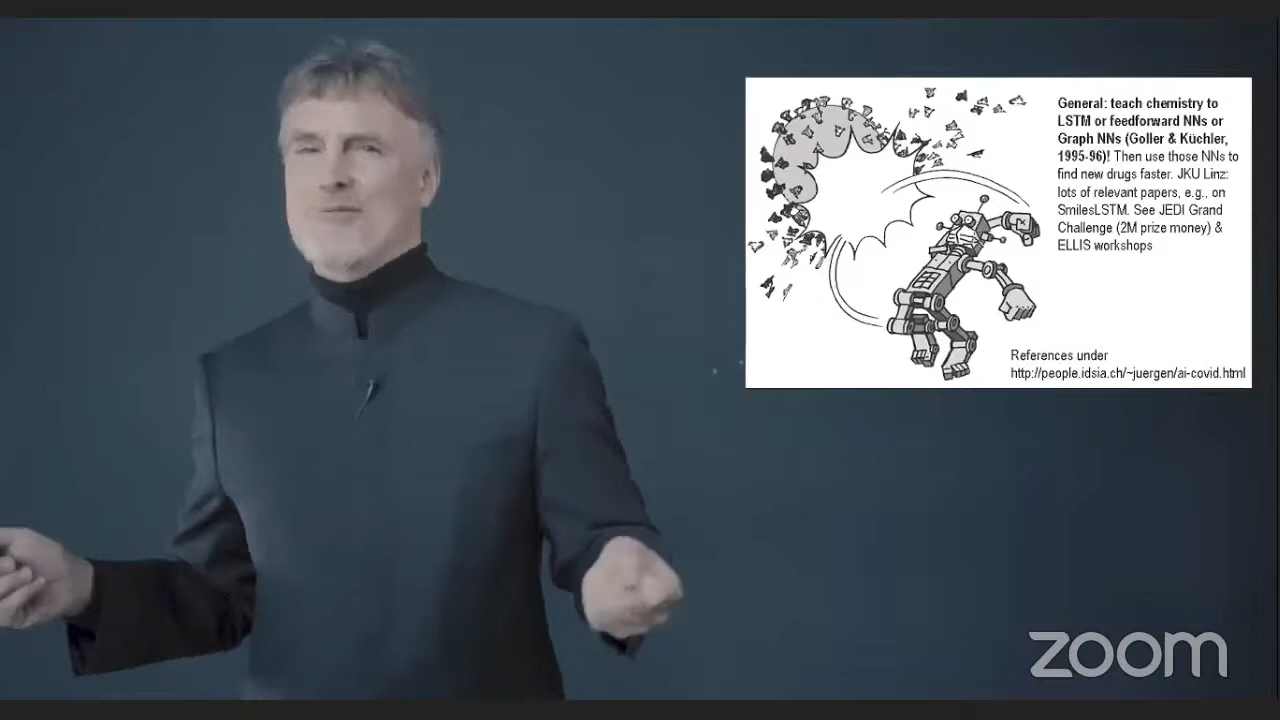 General: teach chemistry to
LSTM or feedforward NNs or
Graph NNs (Goller & Küchler,
1995-96)! Then use those NNs to
find new drugs faster. JKU Linz:
lots of relevant papers, e.g., on
SmilesLSTM. See JEDI Grand
Challenge (2M prize money) &
ELLIS workshops
References under
http://people.idsia.ch/~juergen/ai-covid.html
zoom